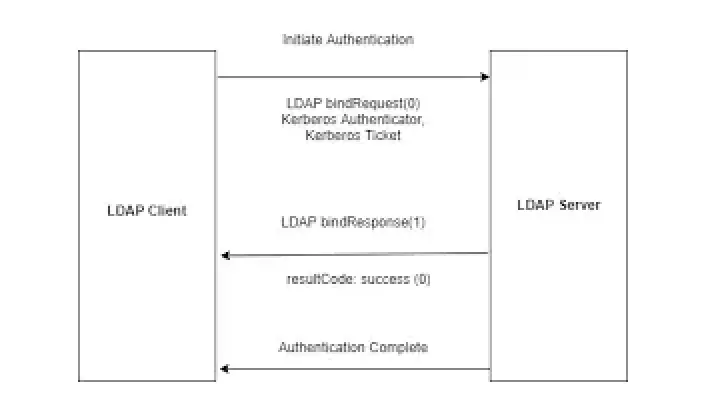 Initiate Authentication
LDAP bindRequest(0)
Kerberos Authenticator,
Kerberos Ticket
LDAP Client
LDAP Server
LDAP bindResponse(1)
resultCode: success (0)
Authentication Complete